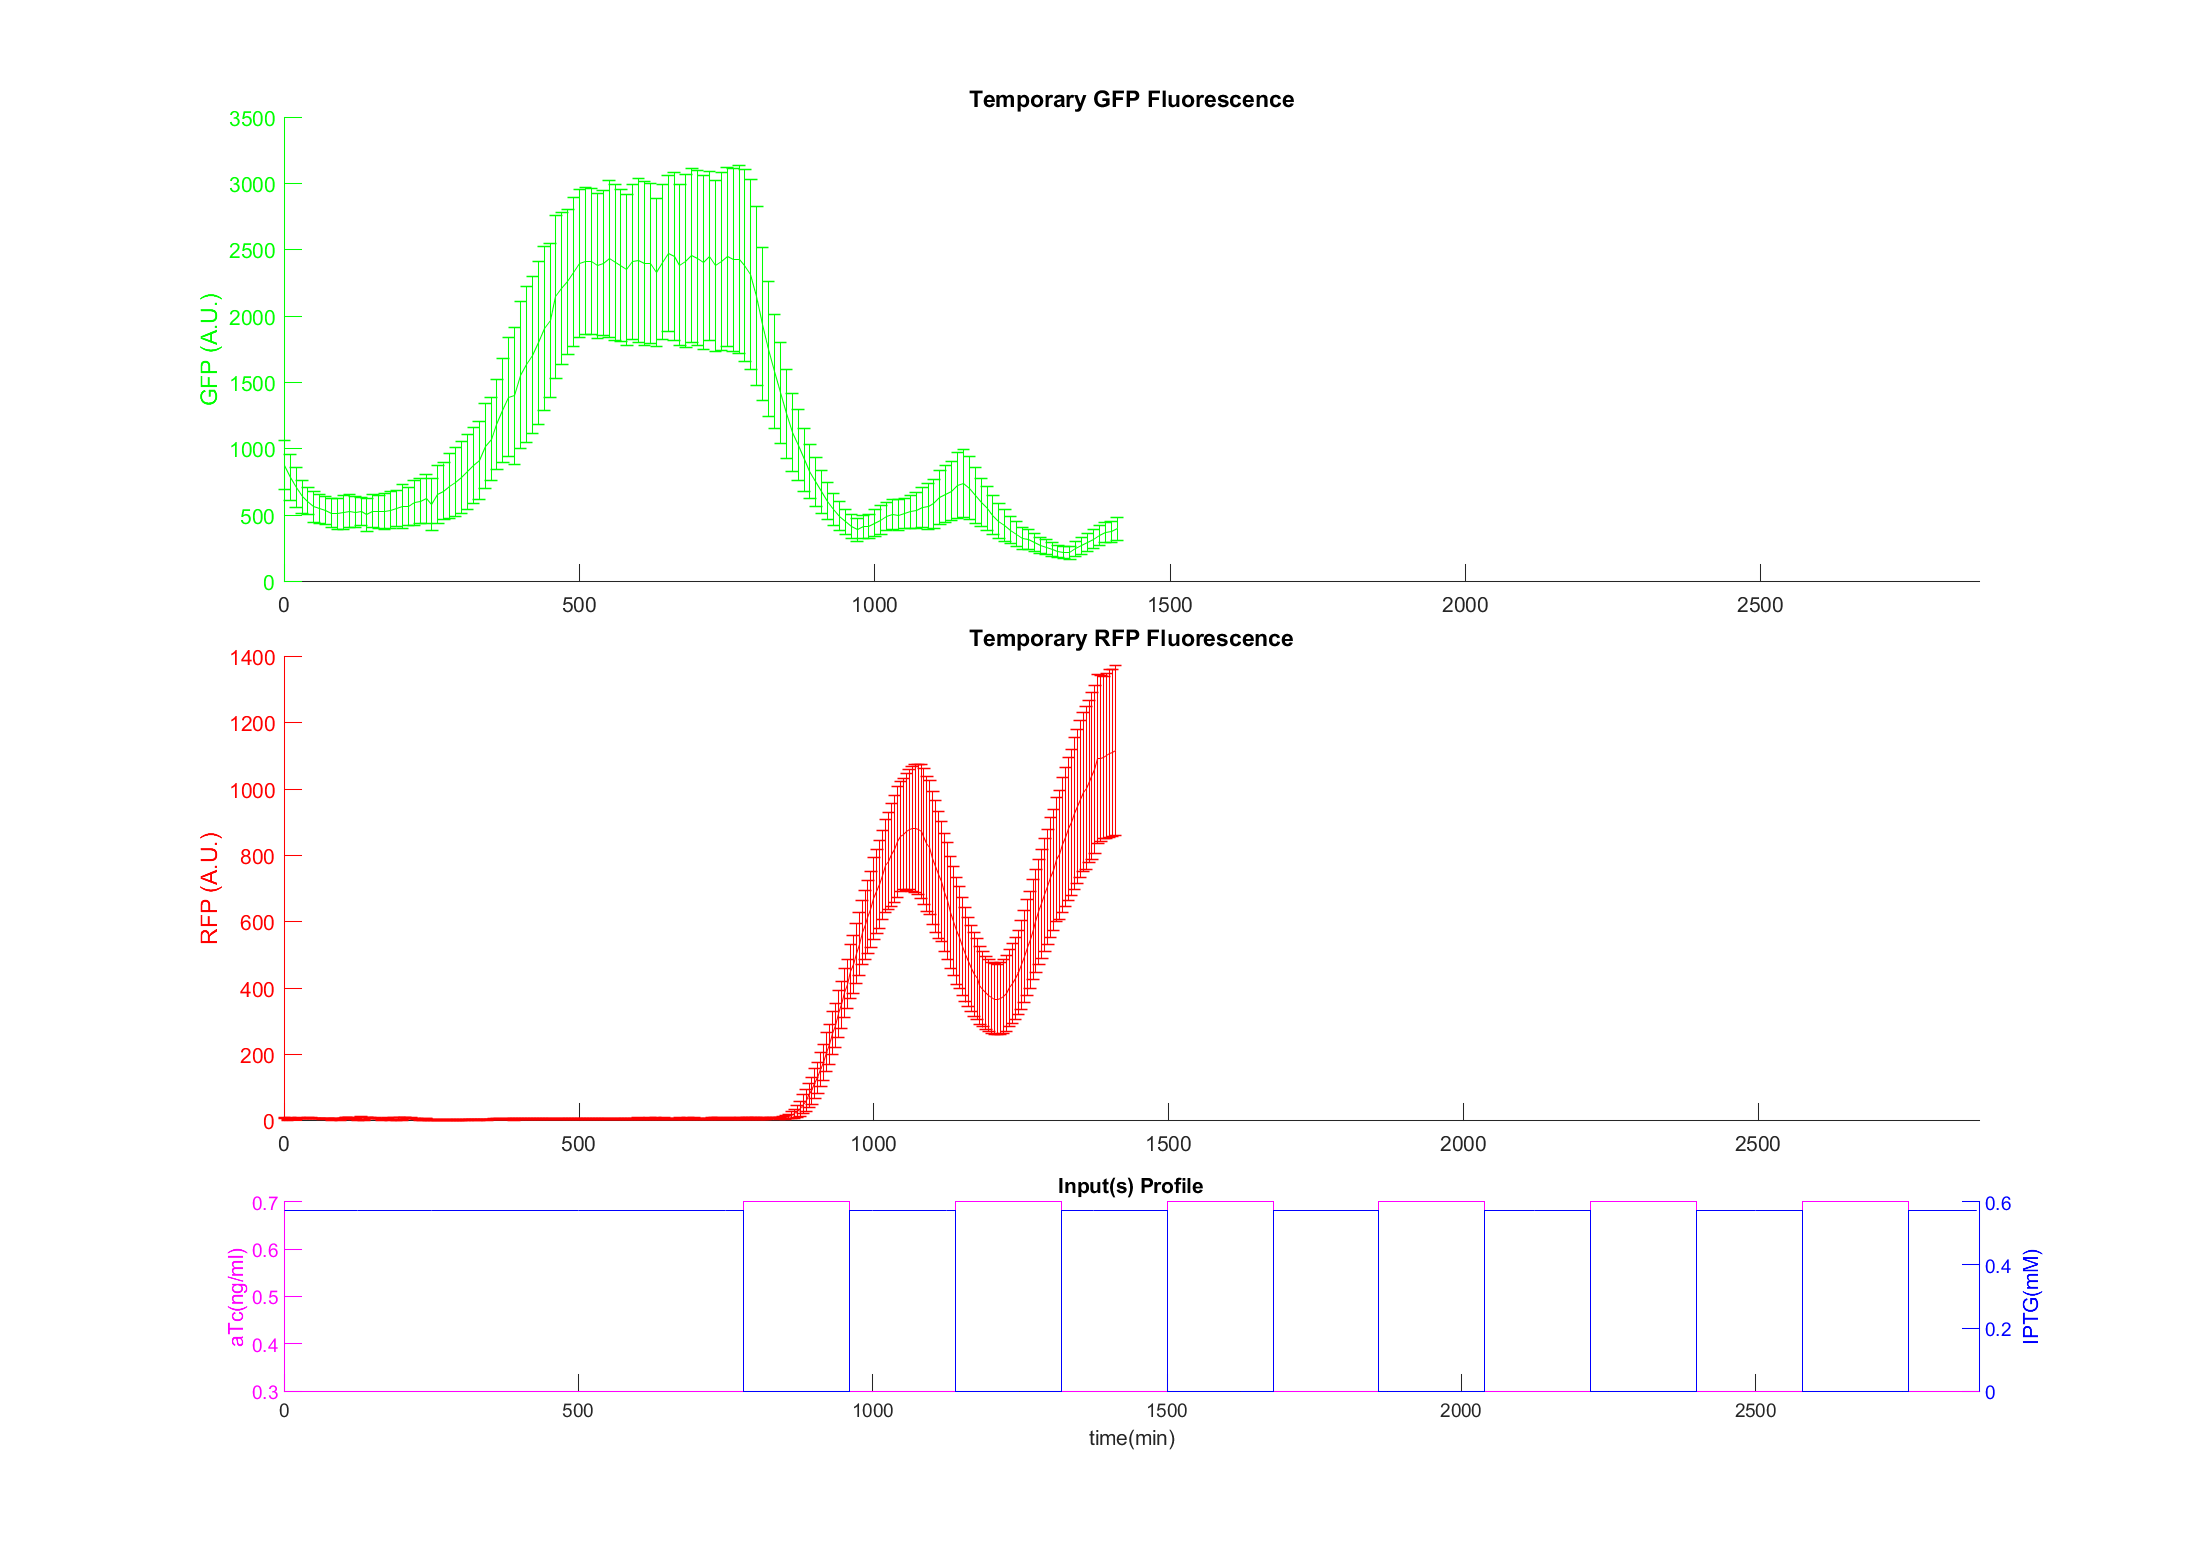 Temporary GFP Fluorescence
3500
3000
2500
2000
1500
1000
500
0
GFP (A.U.)
0 500 1000 1500 2000 2500
Temporary RFP Fluorescence
1400
1200
1000
800
600
400
200
0
RFP (A.U.)
0 500 1000 1500 2000 2500
Input(s) Profile
0.7
0.6
0.5
0.4
0.3
aTc(ng/ml)
0.6
0.4
0.2
0
IPTG(mM)
0 500 1000 1500 2000 2500
time(min)